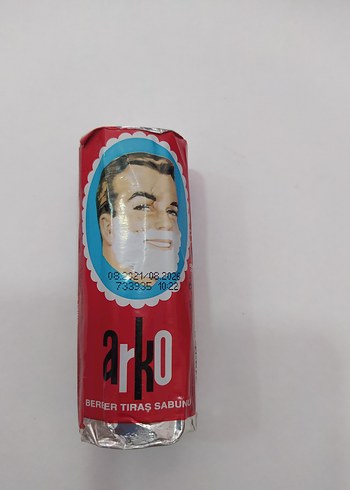 08.2021/08.2026
733935 10:22
arko
BERBER TIRAŞ SABUNU